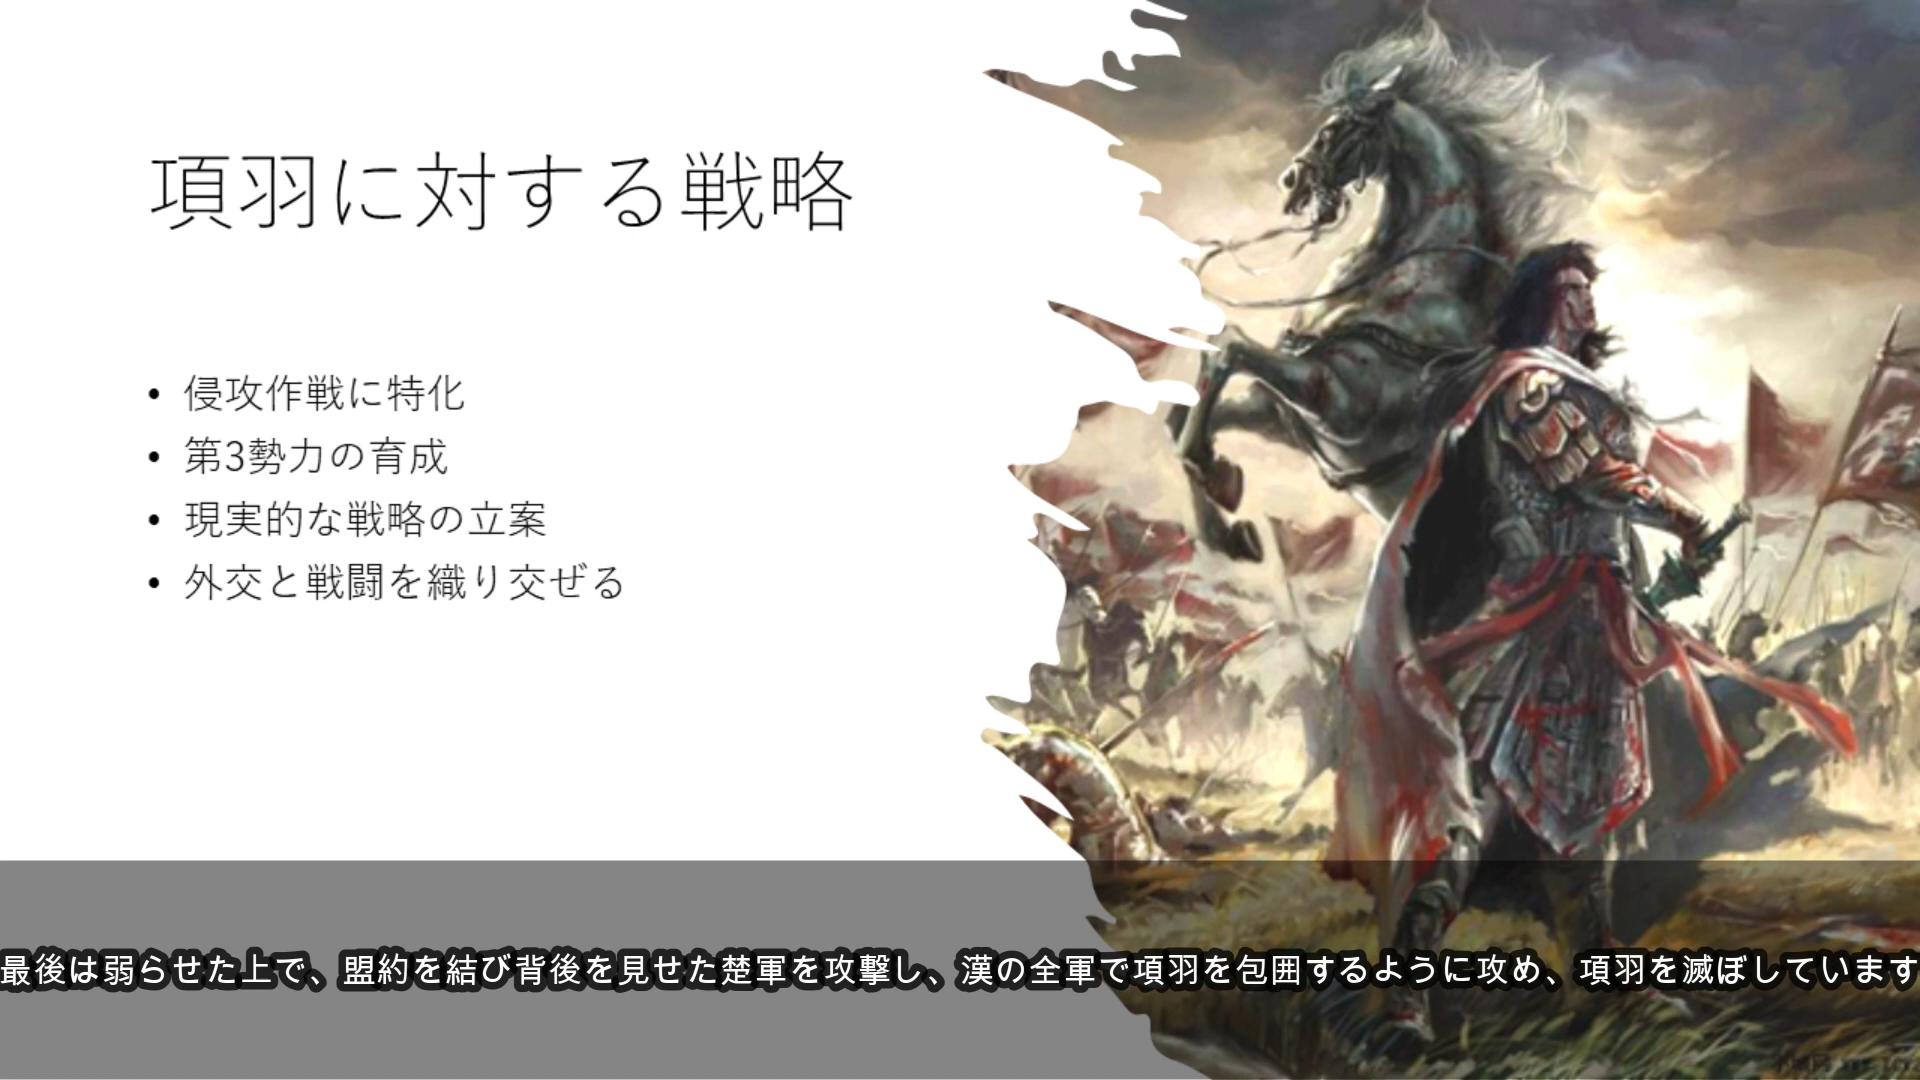 項羽に対する戦略
• 侵攻作戦に特化
• 第3勢力の育成
• 現実的な戦略の立案
• 外交と戦闘を織り交ぜる
最後は弱らせた上で、盟約を結び背後を見せた楚軍を攻撃し、漢の全軍で項羽を包囲するように攻め、項羽を滅ぼしています